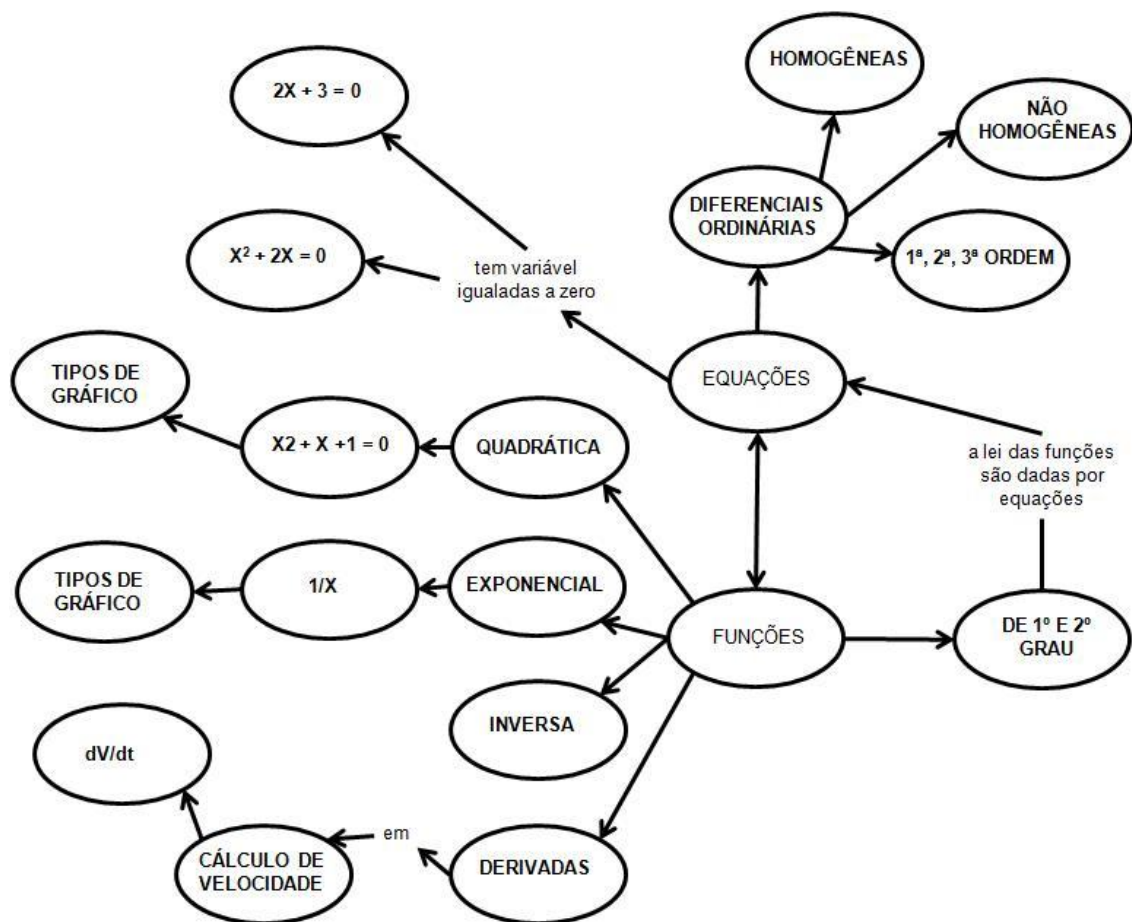 HOMOGÊNEAS
2X + 3 = 0
NÃO
HOMOGÊNEAS
DIFERENCIAIS
ORDINÁRIAS
X² + 2X = 0
1ª, 2ª, 3ª ORDEM
tem variável
igualadas a zero
TIPOS DE
GRÁFICO
EQUAÇÕES
X2 + X +1 = 0
QUADRÁTICA
a lei das funções
são dadas por
equações
TIPOS DE
GRÁFICO
1/X
EXPONENCIAL
FUNÇÕES
DE 1º E 2º
GRAU
INVERSA
dV/dt
em
CÁLCULO DE
VELOCIDADE
DERIVADAS